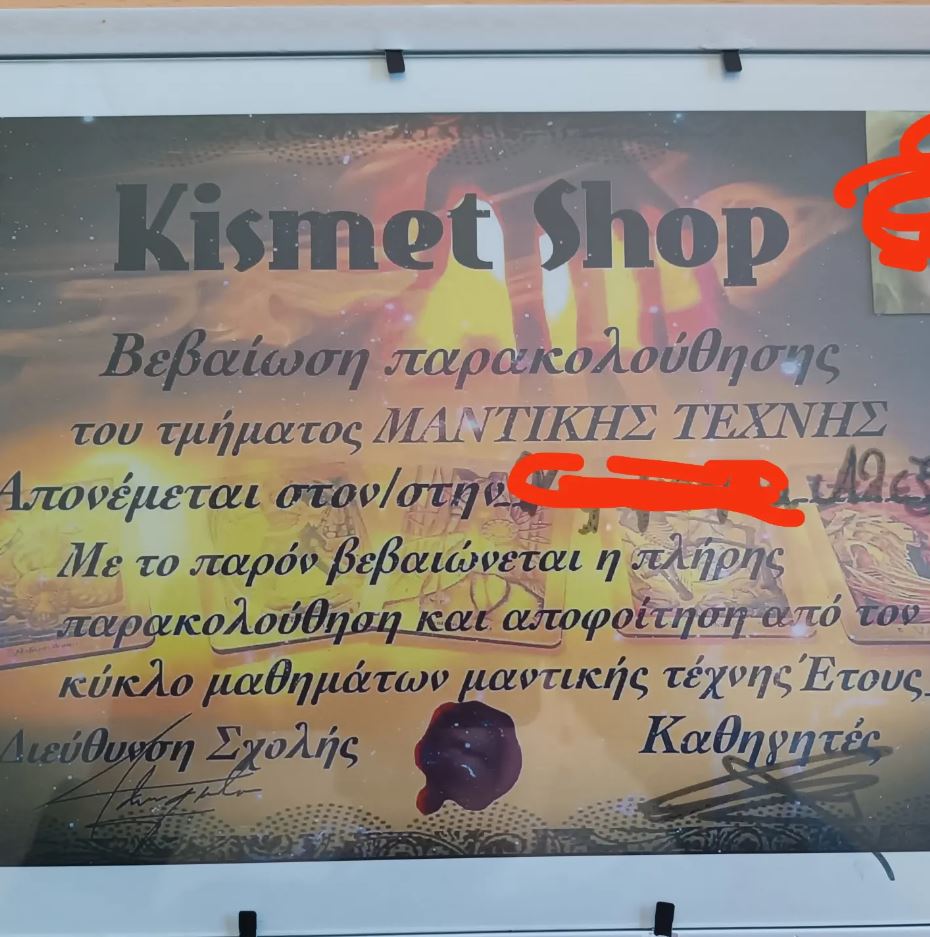 Kismet Shop
Βεβαίωση παρακολούθησης
του τμήματος ΜΑΝΤΙΚΗΣ ΤΕΧΝΗΣ
Απονέμεται στον/στην
Με το παρόν βεβαιώνεται η πλήρης
παρακολούθηση και αποφοίτηση από τον
κύκλο μαθημάτων μαντικής τέχνης Έτους
Διεύθυνση Σχολής
Καθηγητές